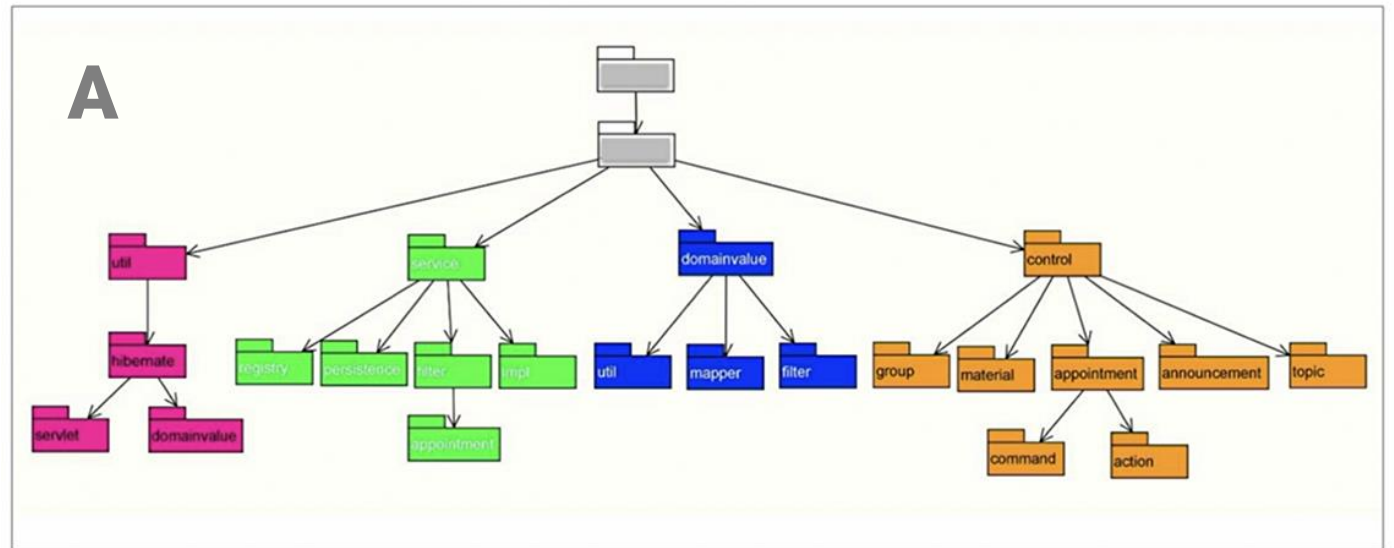 A
util
service
domainvalue
control
hibernate
registry
persistence
filter
impl
util
mapper
filter
group
material
appointment
announcement
topic
servlet
domainvalue
appointment
command
action